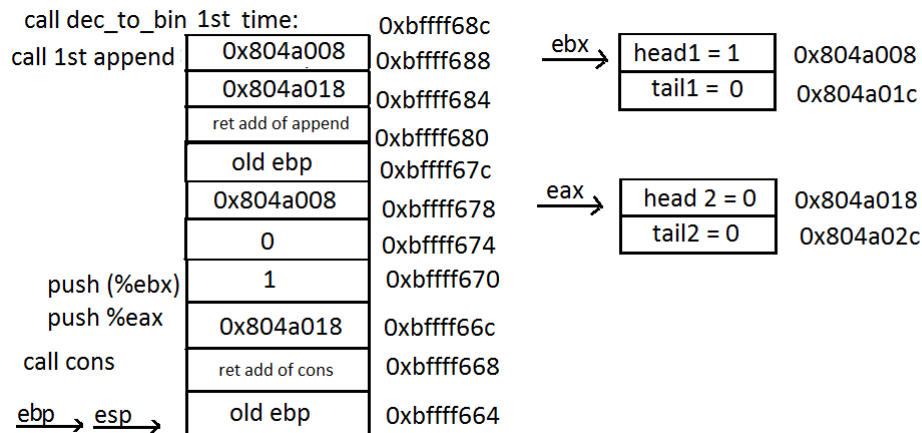 call dec_to_bin 1st time:
0xbffff68c
call 1st append
0x804a008
0xbffff688
0x804a018
0xbffff684
ret add of append
0xbffff680
old ebp
0xbffff67c
0x804a008
0xbffff678
0
0xbffff674
push (%ebx)
1
0xbffff670
push %eax
0x804a018
0xbffff66c
call cons
ret add of cons
0xbffff668
ebp
esp
old ebp
0xbffff664
ebx
head1 = 1
0x804a008
tail1 = 0
0x804a01c
eax
head 2 = 0
0x804a018
tail2 = 0
0x804a02c